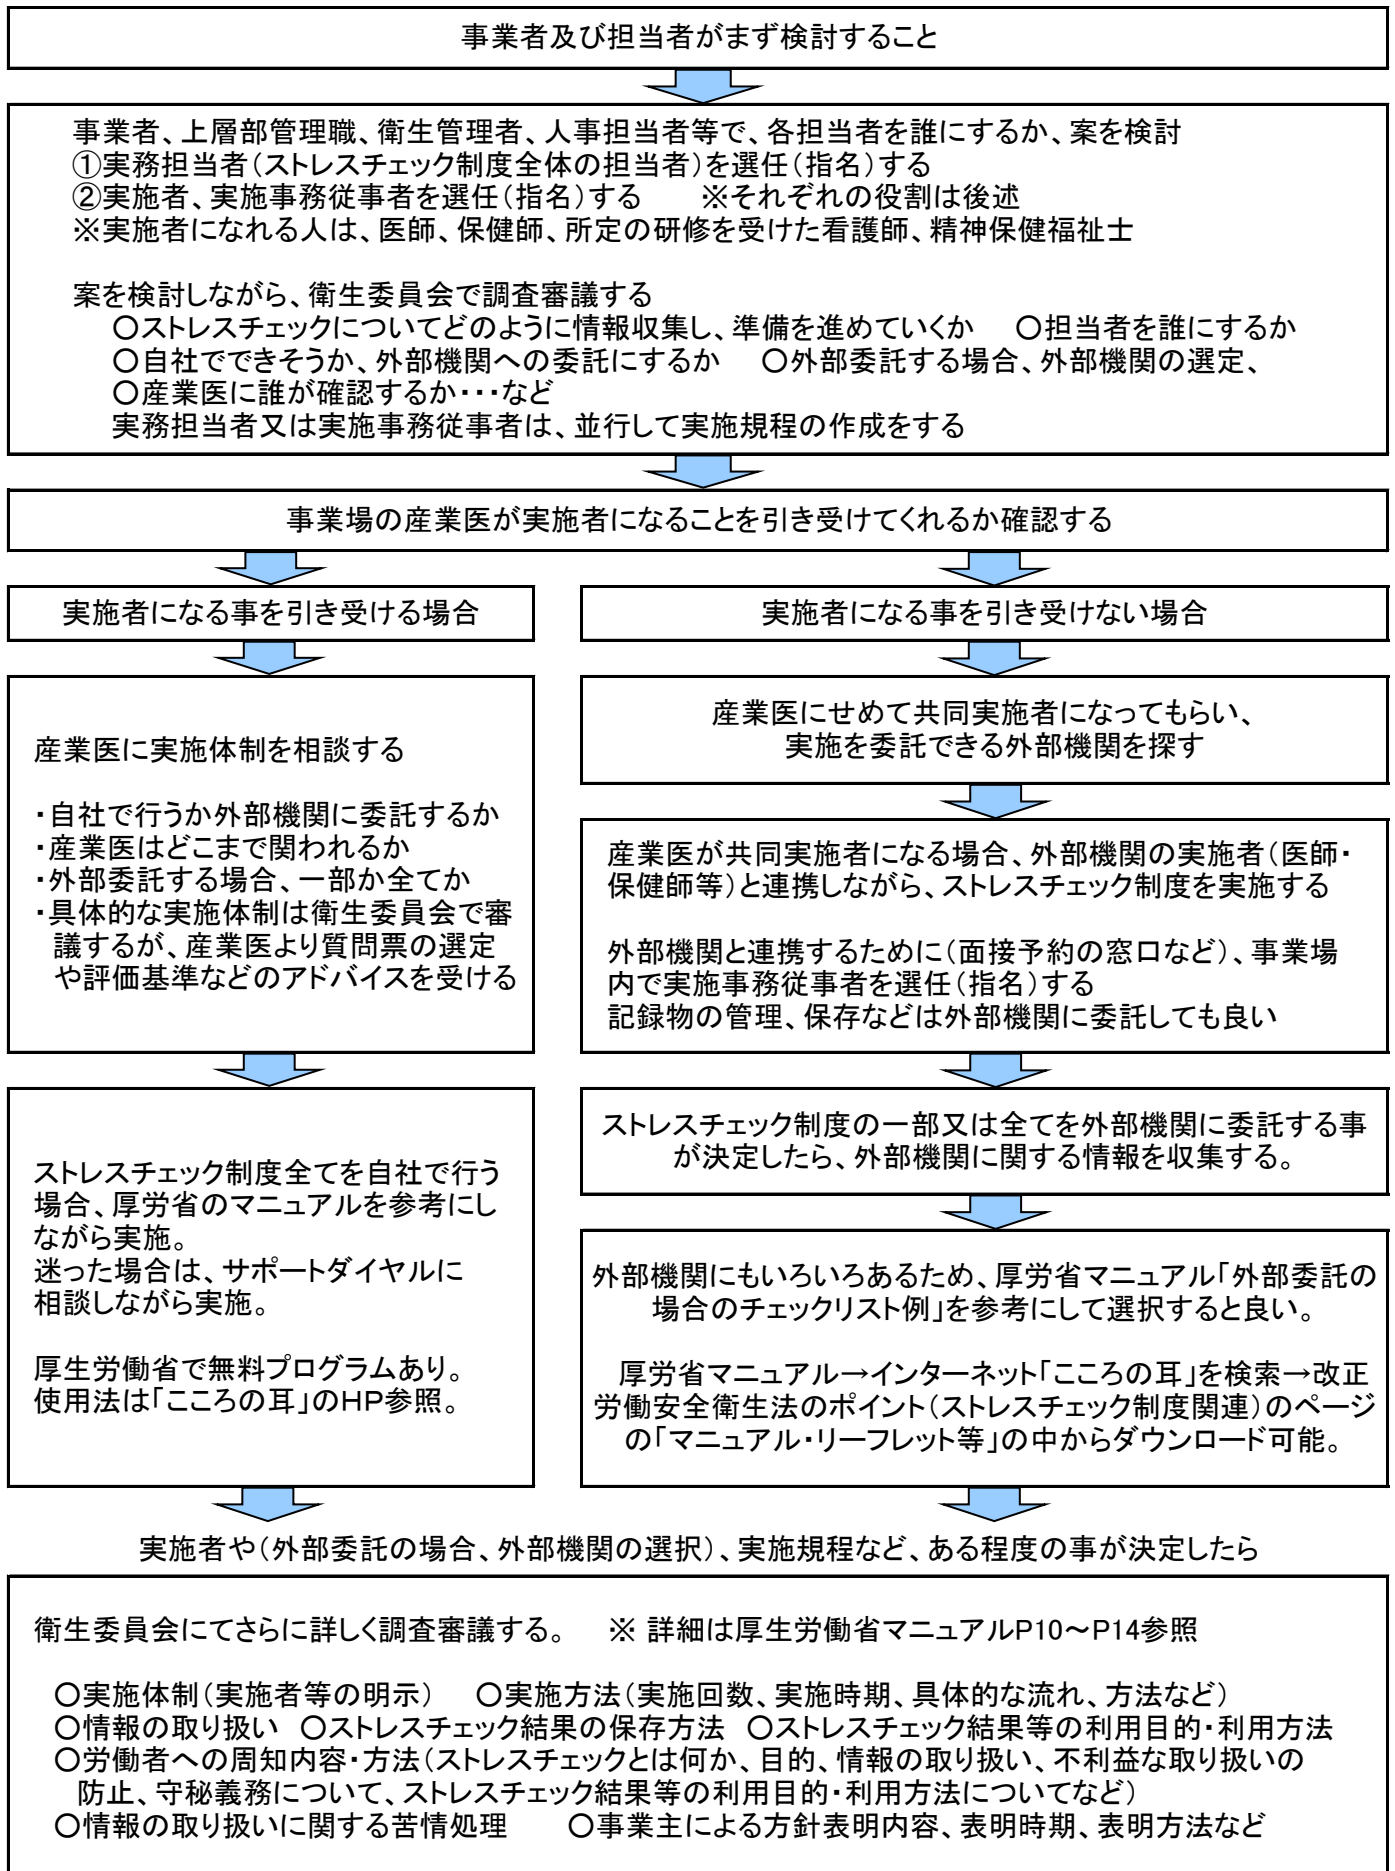 事業者及び担当者がまず検討すること
事業者、上層部管理職、衛生管理者、人事担当者等で、各担当者を誰にするか、案を検討
①実務担当者（ストレスチェック制度全体の担当者）を選任（指名）する
②実施者、実施事務従事者を選任（指名）する　　※それぞれの役割は後述
※実施者になれる人は、医師、保健師、所定の研修を受けた看護師、精神保健福祉士
案を検討しながら、衛生委員会で調査審議する
〇ストレスチェックについてどのように情報収集し、準備を進めていくか　〇担当者を誰にするか
〇自社でできそうか、外部機関への委託にするか　〇外部委託する場合、外部機関の選定、
〇産業医に誰が確認するか・・・など
実務担当者又は実施事務従事者は、並行して実施規程の作成をする
事業場の産業医が実施者になることを引き受けてくれるか確認する
実施者になる事を引き受ける場合
産業医に実施体制を相談する
・自社で行うか外部機関に委託するか
・産業医はどこまで関われるか
・外部委託する場合、一部か全てか
・具体的な実施体制は衛生委員会で審
議するが、産業医より質問票の選定
や評価基準などのアドバイスを受ける
ストレスチェック制度全てを自社で行う
場合、厚労省のマニュアルを参考にし
ながら実施。
迷った場合は、サポートダイヤルに
相談しながら実施。
厚生労働省で無料プログラムあり。
使用法は「こころの耳」のHP参照。
実施者になる事を引き受けない場合
産業医にせめて共同実施者になってもらい、
実施を委託できる外部機関を探す
産業医が共同実施者になる場合、外部機関の実施者（医師・
保健師等）と連携しながら、ストレスチェック制度を実施する
外部機関と連携するために（面接予約の窓口など）、事業場
内で実施事務従事者を選任（指名）する
記録物の管理、保存などは外部機関に委託しても良い
ストレスチェック制度の一部又は全てを外部機関に委託する事
が決定したら、外部機関に関する情報を収集する。
外部機関にもいろいろあるため、厚労省マニュアル「外部委託の
場合のチェックリスト例」を参考にして選択すると良い。
厚労省マニュアル→インターネット「こころの耳」を検索→改正
労働安全衛生法のポイント（ストレスチェック制度関連）のページ
の「マニュアル・リーフレット等」の中からダウンロード可能。
実施者や（外部委託の場合、外部機関の選択）、実施規程など、ある程度の事が決定したら
衛生委員会にてさらに詳しく調査審議する。　※ 詳細は厚生労働省マニュアルP10～P14参照
〇実施体制（実施者等の明示）　〇実施方法（実施回数、実施時期、具体的な流れ、方法など）
〇情報の取り扱い　〇ストレスチェック結果の保存方法　〇ストレスチェック結果等の利用目的・利用方法
〇労働者への周知内容・方法（ストレスチェックとは何か、目的、情報の取り扱い、不利益な取り扱いの
防止、守秘義務について、ストレスチェック結果等の利用目的・利用方法についてなど）
〇情報の取り扱いに関する苦情処理　　〇事業主による方針表明内容、表明時期、表明方法など